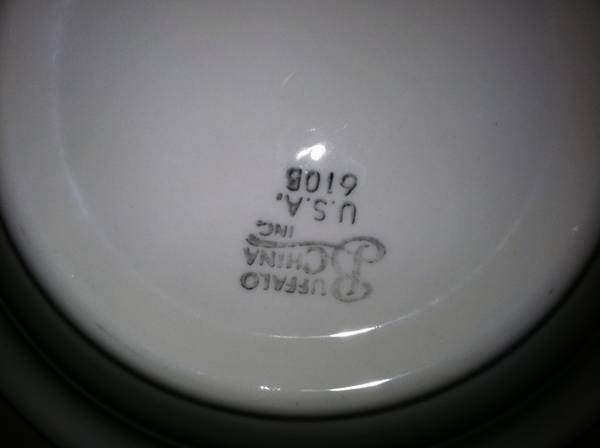 BUFFALO
CHINA
INC.
U.S.A.
610B